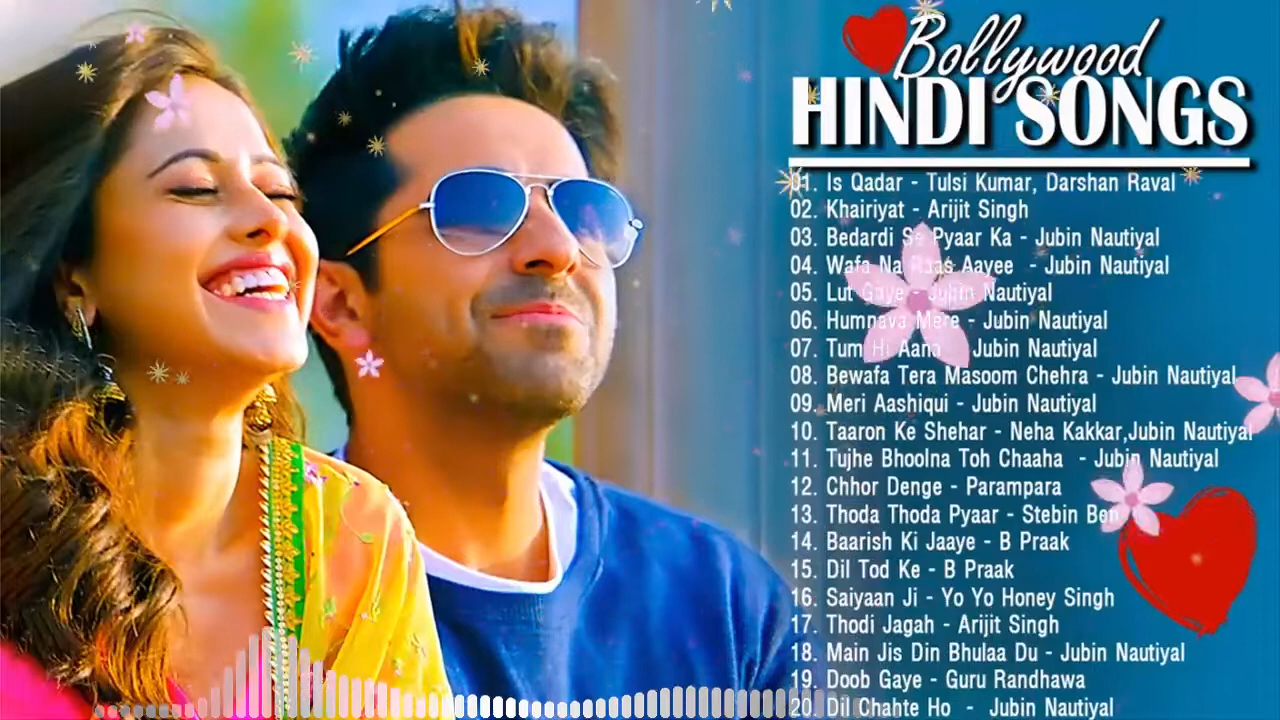 Bollywood
HINDI SONGS
01. Is Qadar - Tulsi Kumar, Darshan Raval
02. Khairiyat - Arijit Singh
03. Bedardi Se Pyaar Ka - Jubin Nautiyal
04. Wafa Na Raas Aayee - Jubin Nautiyal
05. Lut Gaye - Jubin Nautiyal
06. Humnava Mere - Jubin Nautiyal
07. Tum Hi Aana - Jubin Nautiyal
08. Bewafa Tera Masoom Chehra - Jubin Nautiyal
09. Meri Aashiqui - Jubin Nautiyal
10. Taaron Ke Shehar - Neha Kakkar,Jubin Nautiyal
11. Tujhe Bhoolna Toh Chaaha - Jubin Nautiyal
12. Chhor Denge - Parampara
13. Thoda Thoda Pyaar - Stebin Ben
14. Baarish Ki Jaaye - B Praak
15. Dil Tod Ke - B Praak
16. Saiyaan Ji - Yo Yo Honey Singh
17. Thodi Jagah - Arijit Singh
18. Main Jis Din Bhulaa Du - Jubin Nautiyal
19. Doob Gaye - Guru Randhawa
20. Dil Chahte Ho - Jubin Nautiyal